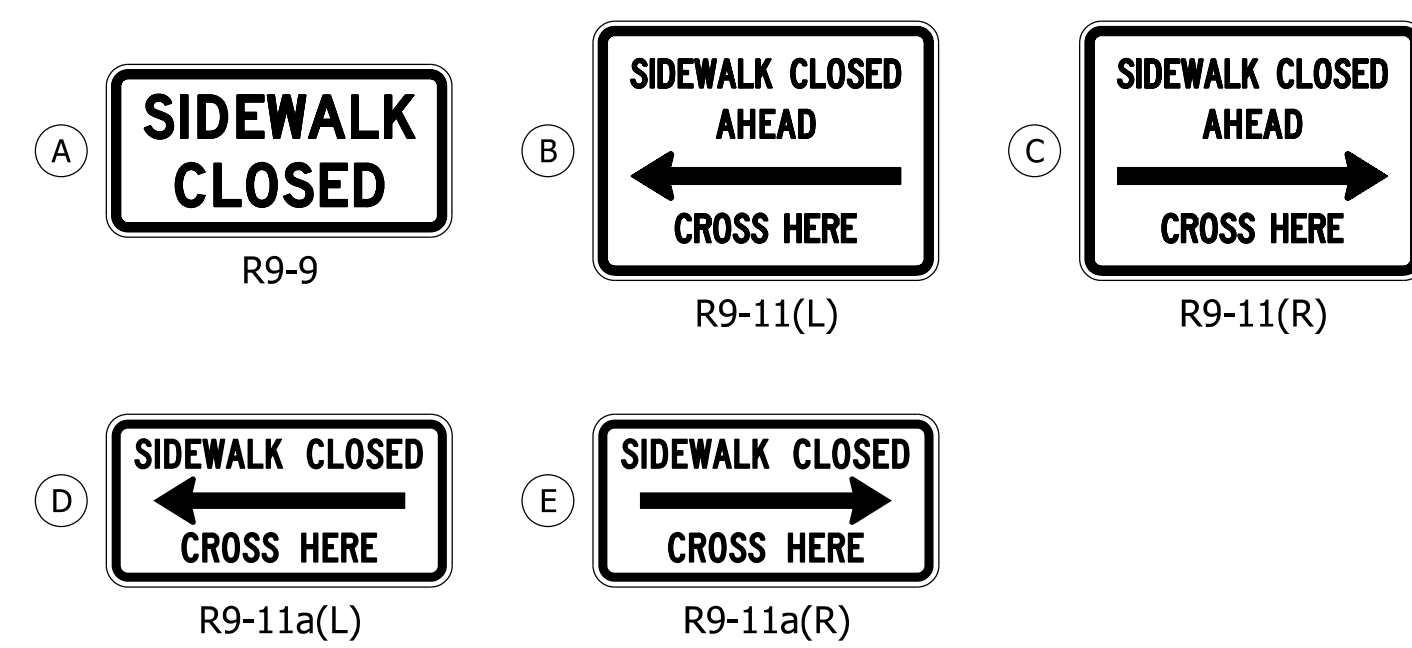 A
SIDEWALK
CLOSED
R9-9
B
SIDEWALK CLOSED
AHEAD
CROSS HERE
R9-11(L)
C
SIDEWALK CLOSED
AHEAD
CROSS HERE
R9-11(R)
D
SIDEWALK CLOSED
CROSS HERE
R9-11a(L)
E
SIDEWALK CLOSED
CROSS HERE
R9-11a(R)